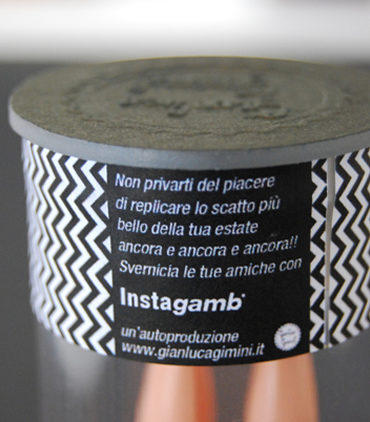 Non privarti del piacere
di replicare lo scatto più
bello della tua estate
ancora e ancora e ancora!!
Svernicia le tue amiche con
Instagamb®
un'autoproduzione
www.gianlucagimini.it